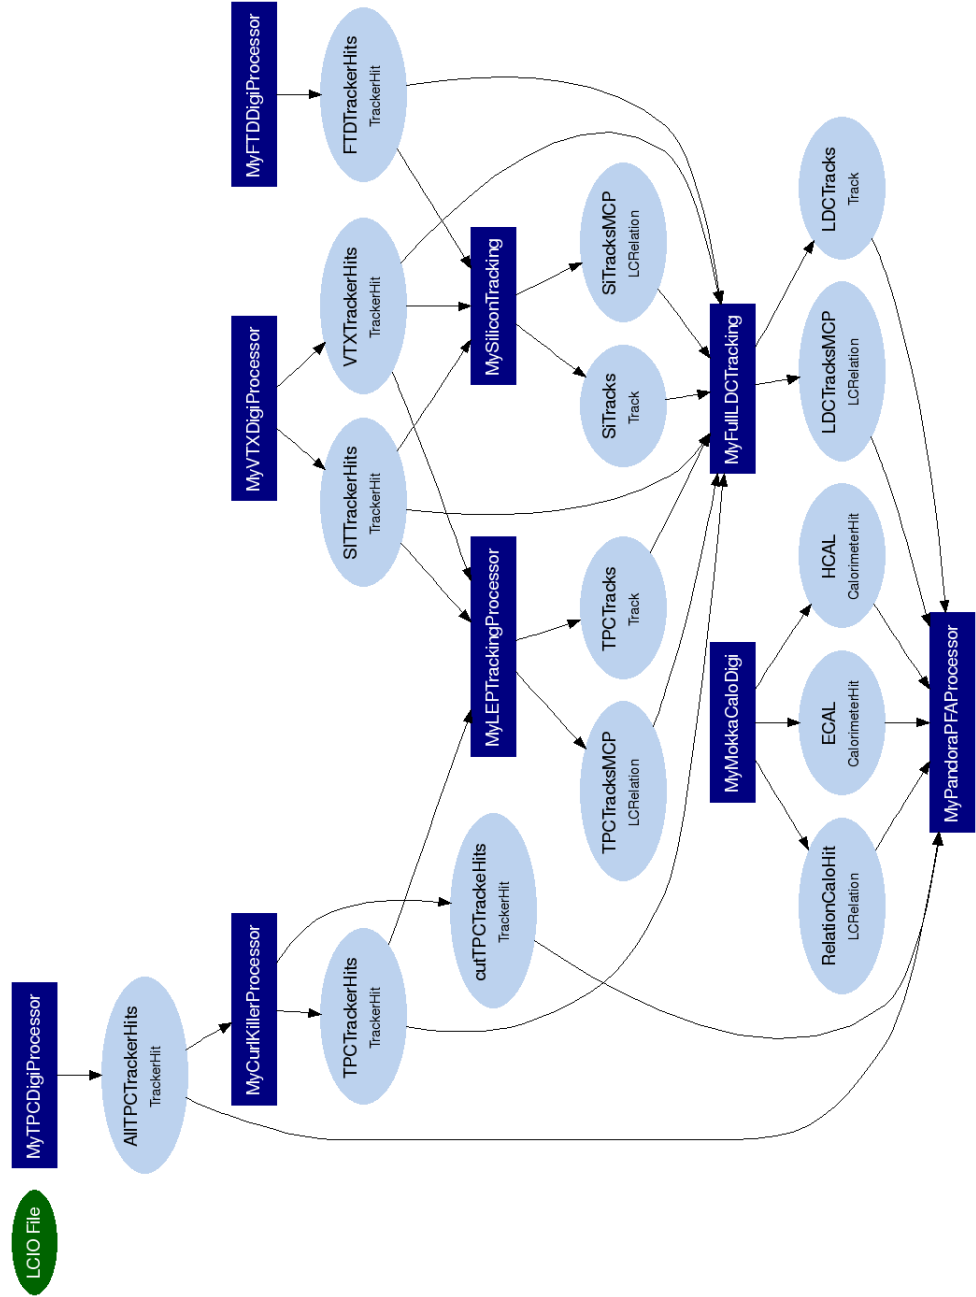 LCIO File
MyTPCDigiProcessor
AllTPCTrackerHits
TrackerHit
MyCurlKillerProcessor
MyVTXDigiProcessor
MyFTDDigiProcessor
TPCTrackerHits
TrackerHit
SITTrackerHits
TrackerHit
VTXTrackerHits
TrackerHit
FTDTrackerHits
TrackerHit
cutTPCTrackeHits
TrackerHit
MyLEPTrackingProcessor
MySiliconTracking
TPCTracksMCP
LCRelation
TPCTracks
Track
SiTracks
Track
SiTracksMCP
LCRelation
MyMokkaCaloDigi
MyFullLDCTracking
RelationCaloHit
LCRelation
ECAL
CalorimeterHit
HCAL
CalorimeterHit
LDCTracksMCP
LCRelation
LDCTracks
Track
MyPandoraPFAProcessor